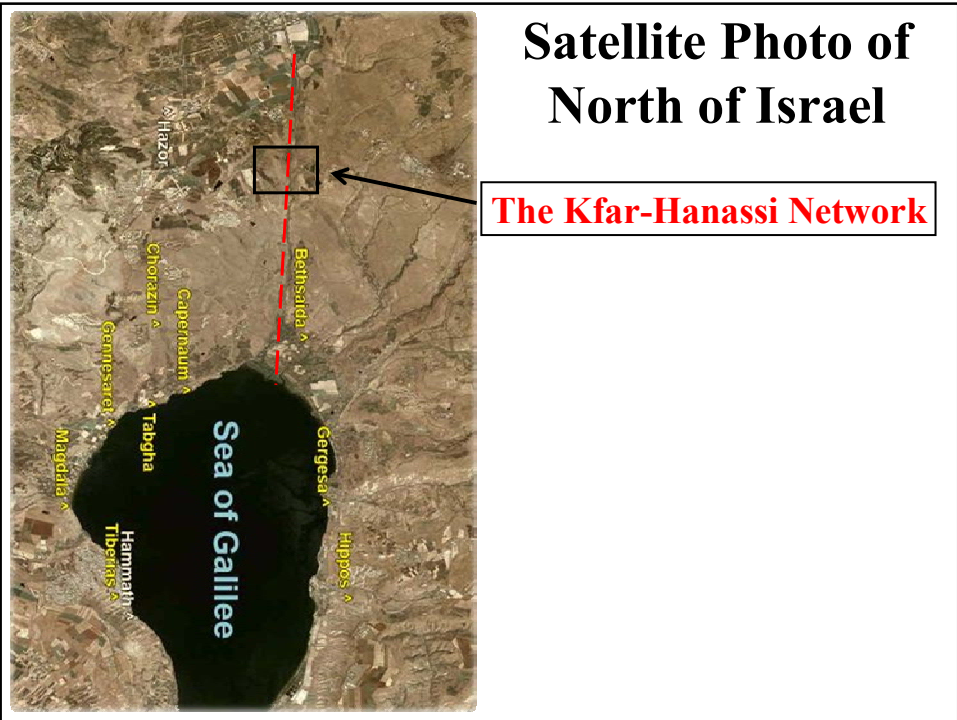 Satellite Photo of
North of Israel
The Kfar-Hanassi Network
^ Hazor
Bethsaida ^
Chorazin ^
Capernaum ^
Gennesaret ^
^ Tabgha
Magdala ^
Sea of Galilee
Gergesa ^
Hippos ^
Hammath ^
Tiberias ^